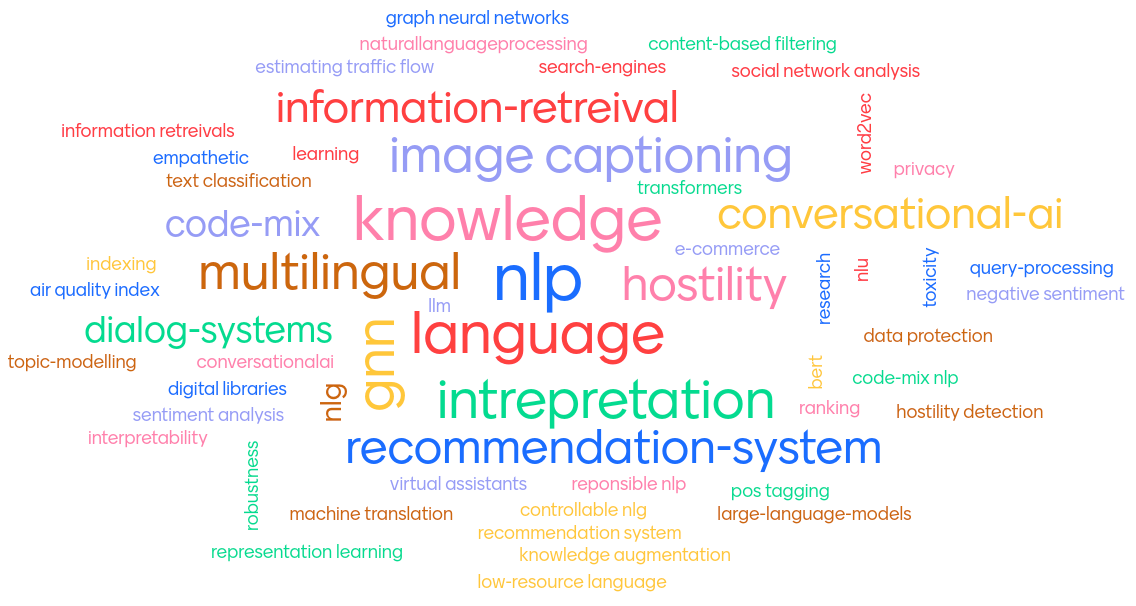 graph neural networks
naturallanguageprocessing
content-based filtering
estimating traffic flow
search-engines
social network analysis
information-retreival
word2vec
information retreivals
empathetic
learning
image captioning
privacy
text classification
transformers
code-mix
knowledge
conversational-ai
e-commerce
indexing
multilingual
nlp
hostility
research
nlu
toxicity
query-processing
air quality index
llm
negative sentiment
dialog-systems
gnn
language
data protection
topic-modelling
conversationalai
bert
code-mix nlp
digital libraries
nlg
intrepretation
sentiment analysis
ranking
hostility detection
interpretability
recommendation-system
robustness
virtual assistants
reponsible nlp
pos tagging
machine translation
controllable nlg
large-language-models
recommendation system
representation learning
knowledge augmentation
low-resource language